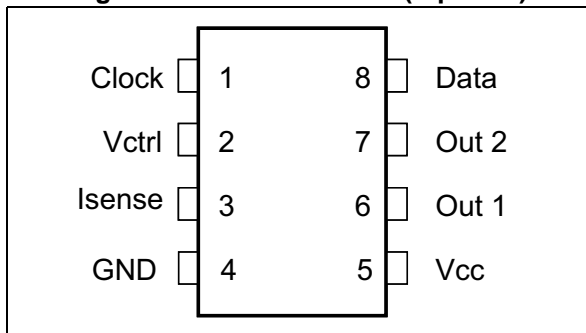 Clock 1 8 Data
Vctrl 2 7 Out 2
Isense 3 6 Out 1
GND 4 5 Vcc